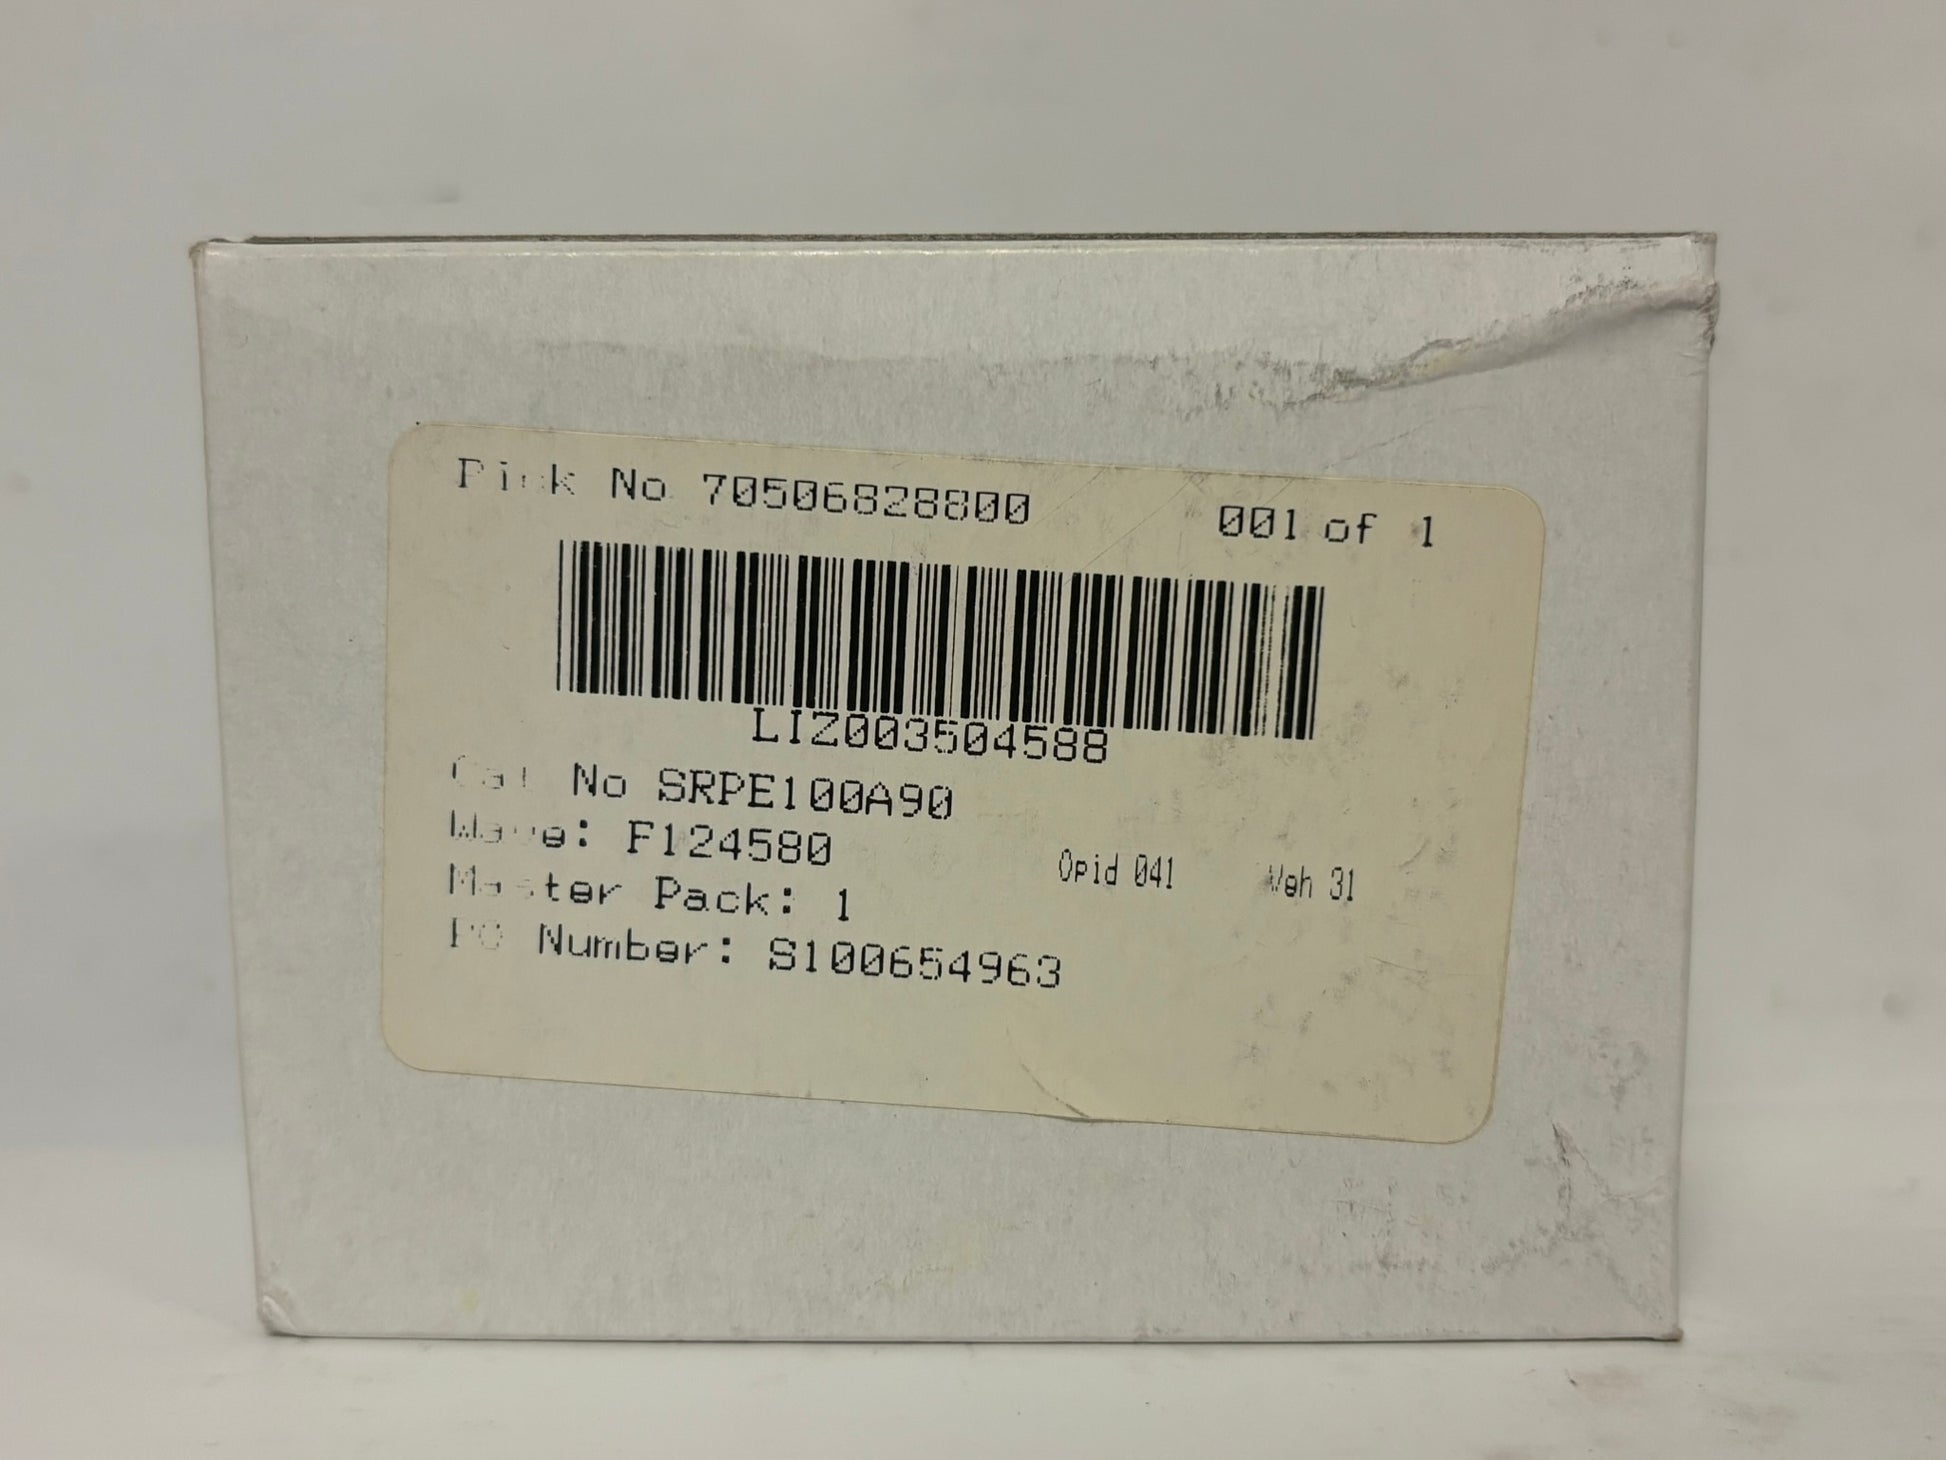 Pick No 70506828800 001 of 1
LIZ003504588
Cat No SRPE100A90
Wave: F124580
Opid 041 Veh 31
Master Pack: 1
PO Number: S100654963